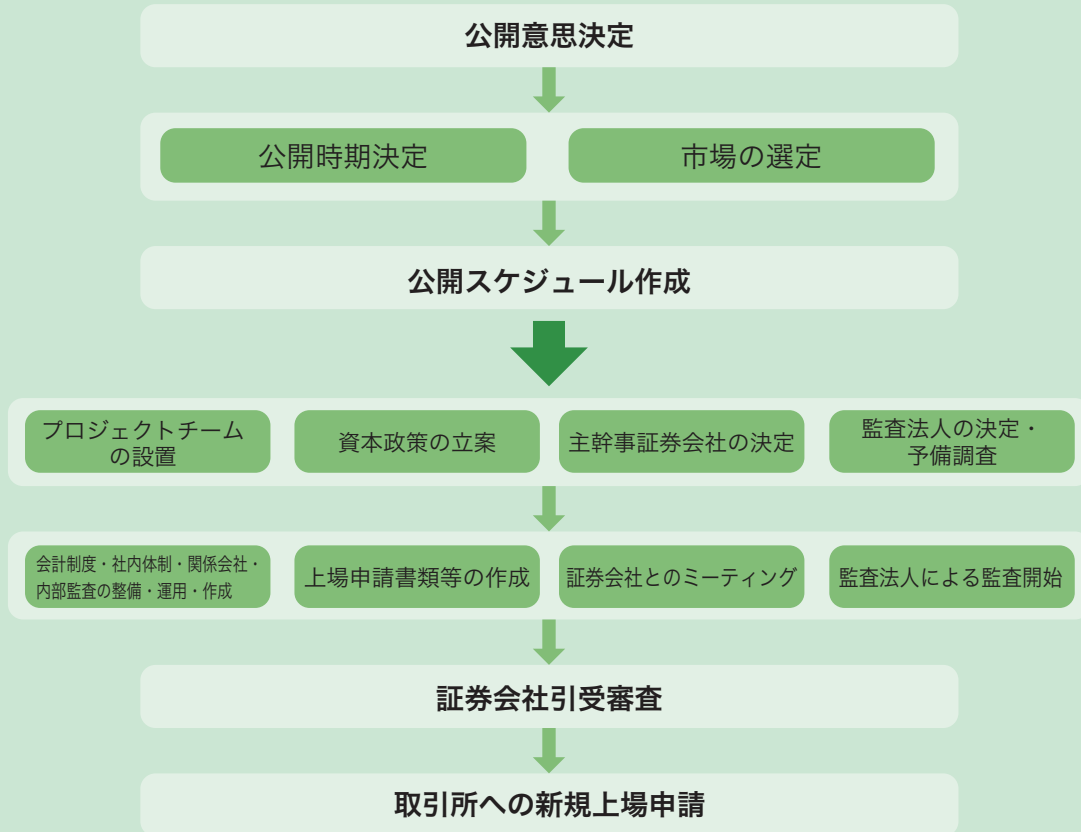 公開意思決定
公開時期決定
市場の選定
公開スケジュール作成
プロジェクトチーム
の設置
資本政策の立案
主幹事証券会社の決定
監査法人の決定・
予備調査
会計制度・社内体制・関係会社・
内部監査の整備・運用・作成
上場申請書類等の作成
証券会社とのミーティング
監査法人による監査開始
証券会社引受審査
取引所への新規上場申請